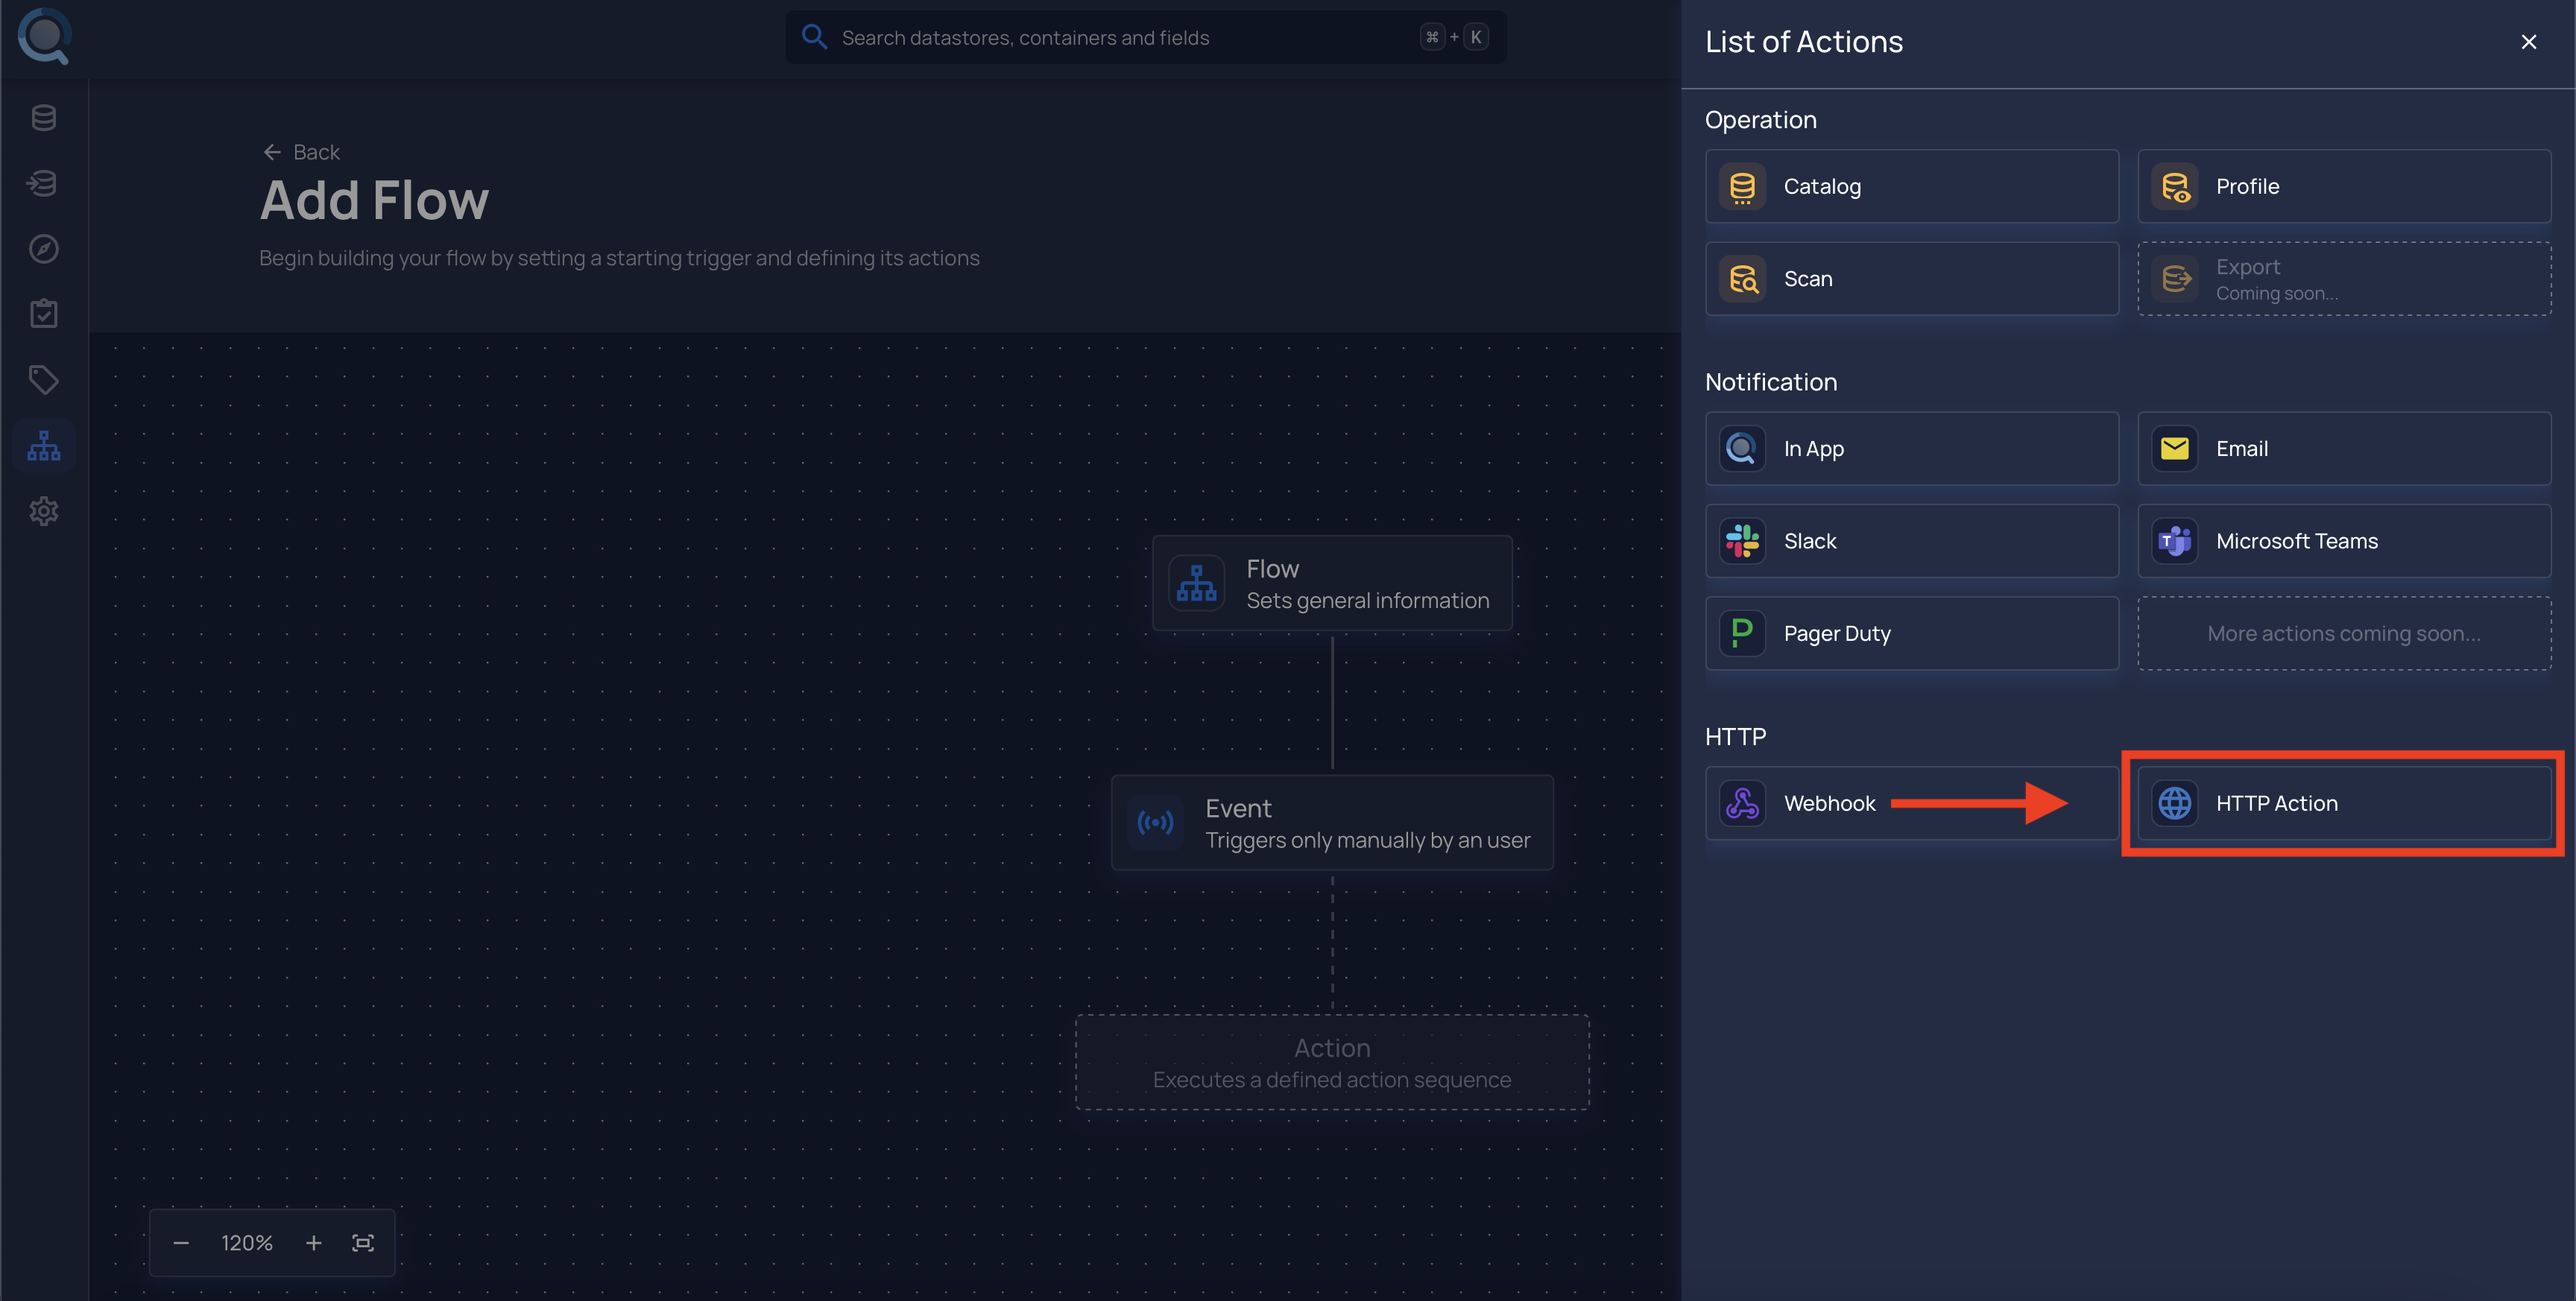 Search datastores, containers and fields
⌘ + K
Back
Add Flow
Begin building your flow by setting a starting trigger and defining its actions
Flow
Sets general information
Event
Triggers only manually by an user
Action
Executes a defined action sequence
120%
List of Actions
Operation
Catalog
Profile
Scan
Export
Coming soon...
Notification
In App
Email
Slack
Microsoft Teams
Pager Duty
More actions coming soon...
HTTP
Webhook
HTTP Action